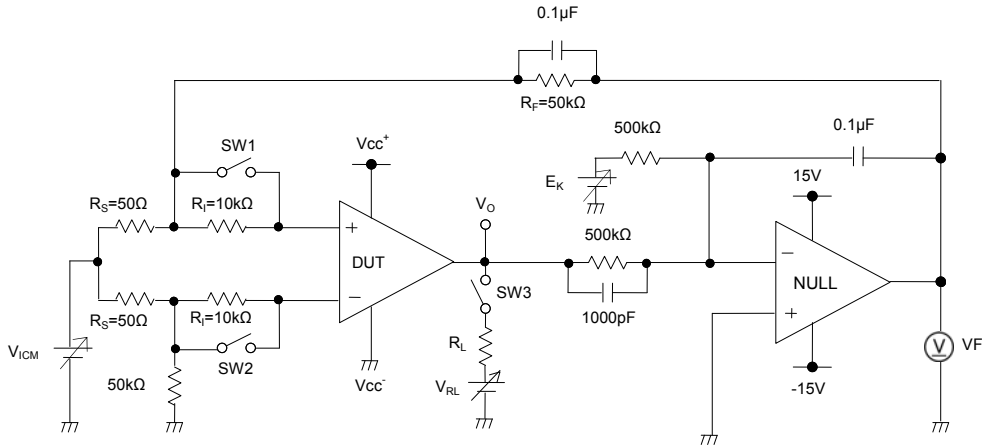 0.1µF
R_F=50kΩ
500kΩ
0.1µF
SW1
Vcc⁺
E_K
15V
R_S=50Ω
R_I=10kΩ
V_O
500kΩ
+
DUT
−
−
NULL
+
SW3
1000pF
R_S=50Ω
R_I=10kΩ
V_ICM
SW2
R_L
V
VF
50kΩ
Vcc⁻
V_RL
-15V